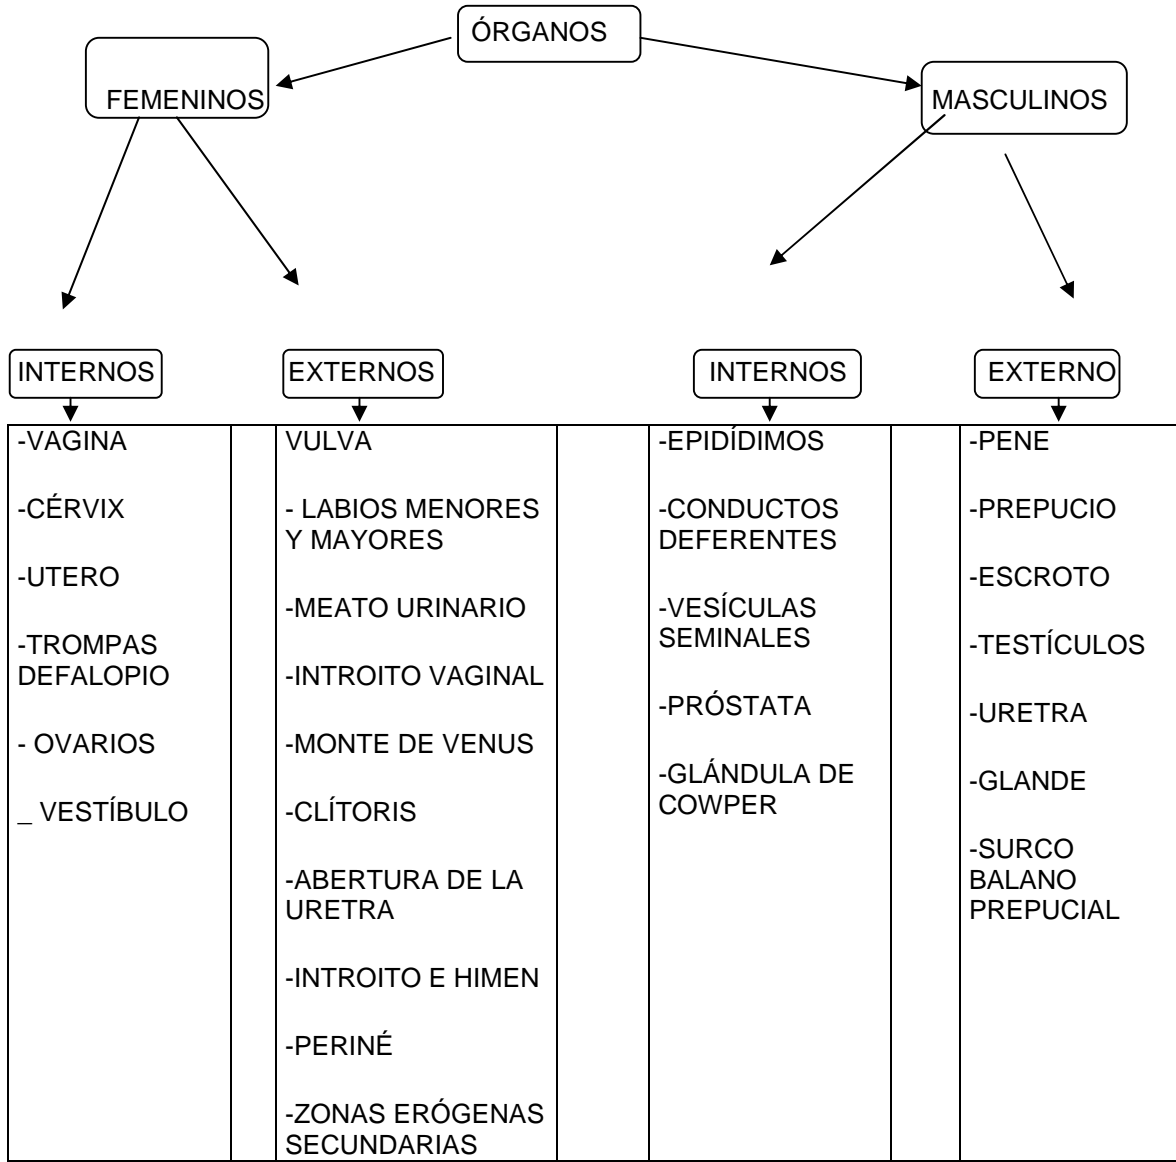 ÓRGANOS
FEMENINOS
MASCULINOS
INTERNOS
EXTERNOS
INTERNOS
EXTERNO
-VAGINA
-CÉRVIX
-UTERO
-TROMPAS
DEFALOPIO
- OVARIOS
_ VESTÍBULO
VULVA
- LABIOS MENORES
Y MAYORES
-MEATO URINARIO
-INTROITO VAGINAL
-MONTE DE VENUS
-CLÍTORIS
-ABERTURA DE LA
URETRA
-INTROITO E HIMEN
-PERINÉ
-ZONAS ERÓGENAS
SECUNDARIAS
-EPIDÍDIMOS
-CONDUCTOS
DEFERENTES
-VESÍCULAS
SEMINALES
-PRÓSTATA
-GLÁNDULA DE
COWPER
-PENE
-PREPUCIO
-ESCROTO
-TESTÍCULOS
-URETRA
-GLANDE
-SURCO
BALANO
PREPUCIAL